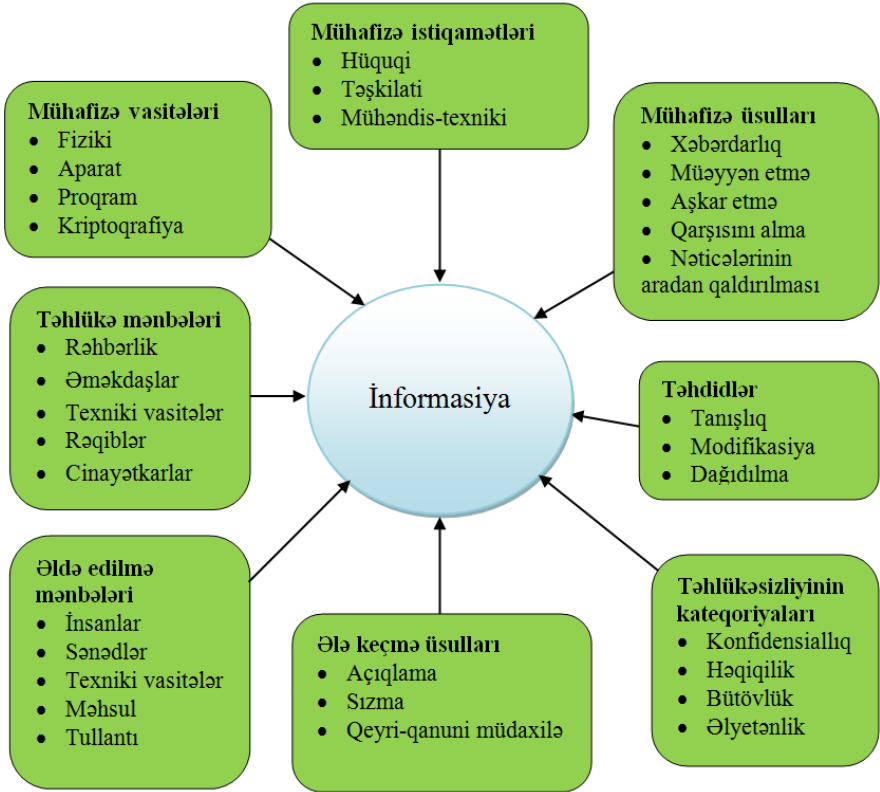 Mühafizə istiqamətləri
• Hüquqi
• Təşkilati
• Mühəndis-texniki
Mühafizə vasitələri
• Fiziki
• Aparat
• Proqram
• Kriptoqrafiya
Mühafizə üsulları
• Xəbərdarlıq
• Müəyyən etmə
• Aşkar etmə
• Qarşısını alma
• Nəticələrinin
aradan qaldırılması
Təhlükə mənbələri
• Rəhbərlik
• Əməkdaşlar
• Texniki vasitələr
• Rəqiblər
• Cinayətkarlar
İnformasiya
Təhdidlər
• Tanışlıq
• Modifikasiya
• Dağıdılma
Əldə edilmə
mənbələri
• İnsanlar
• Sənədlər
• Texniki vasitələr
• Məhsul
• Tullantı
Ələ keçmə üsulları
• Açıqlama
• Sızma
• Qeyri-qanuni müdaxilə
Təhlükəsizliyinin
kateqoriyaları
• Konfidensiallıq
• Həqiqilik
• Bütövlük
• Əlyetənlik